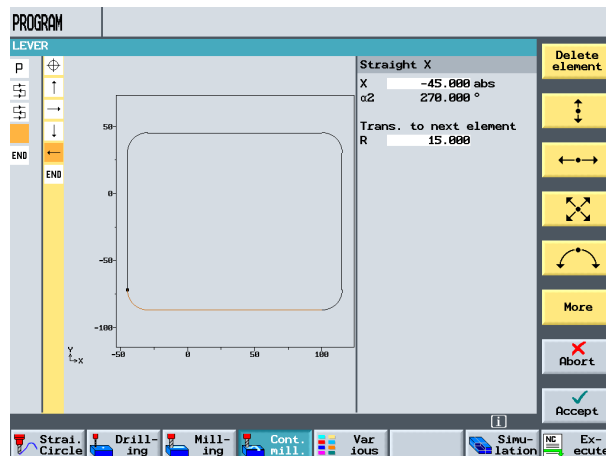 PROGRAM
LEVER
P
END
END
Straight X
X -45.000 abs
α2 270.000 °
Trans. to next element
R 15.000
50
0
-50
-100
-50 0 50 100
Y
X
Delete
element
More
Abort
Accept
i
Strai.
Circle
Drill-
ing
Mill-
ing
Cont.
mill.
Var
ious
Simu-
lation
NC
Ex-
ecute